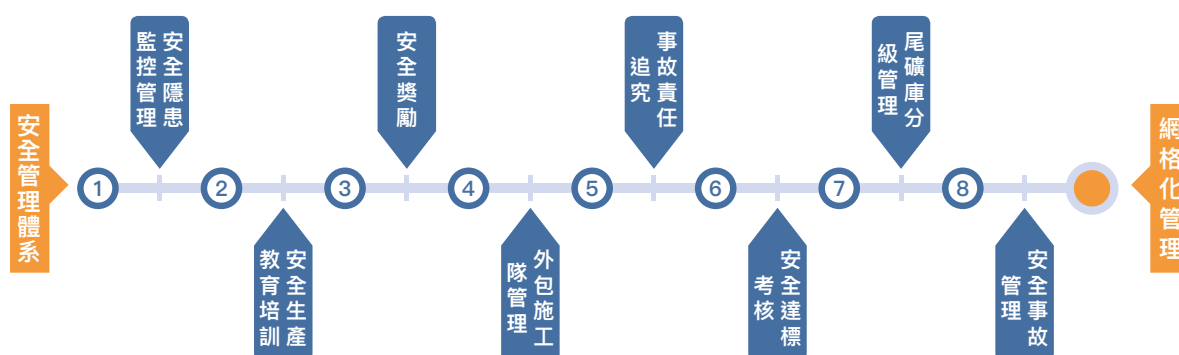 安全管理體系
1
安全隱患
監控管理
2
安全生產
教育培訓
3
安全獎勵
4
外包施工
隊管理
5
事故責任
追究
6
安全達標
考核
7
尾礦庫分
級管理
8
安全事故
管理
網格化管理